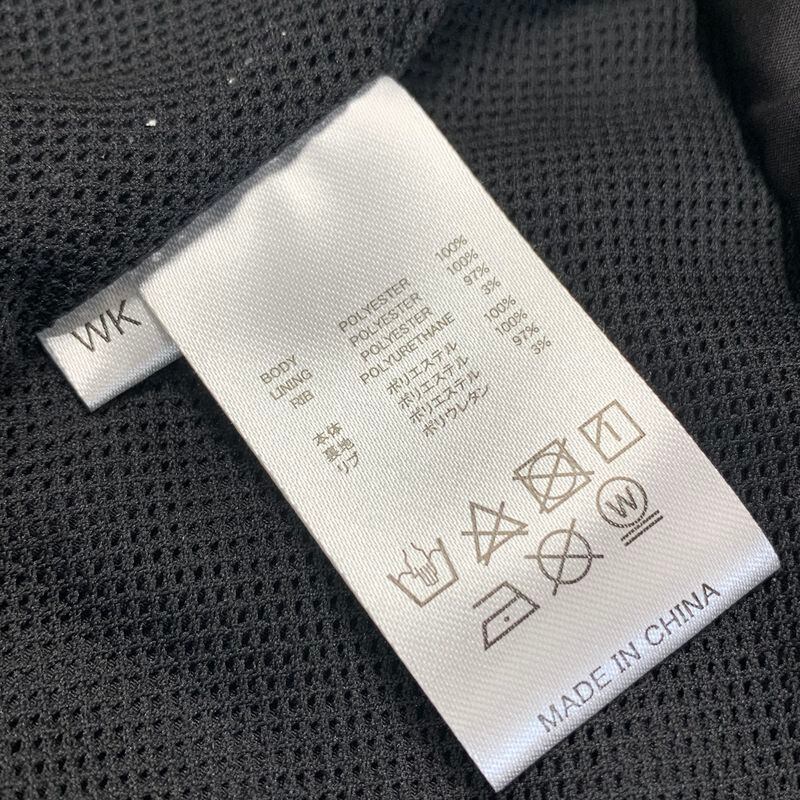 WK
BODY POLYESTER 100%
LINING POLYESTER 100%
RIB POLYESTER 97%
POLYURETHANE 3%
本体 ポリエステル 100%
裏地 ポリエステル 100%
リブ ポリエステル 97%
ポリウレタン 3%
1
W
MADE IN CHINA